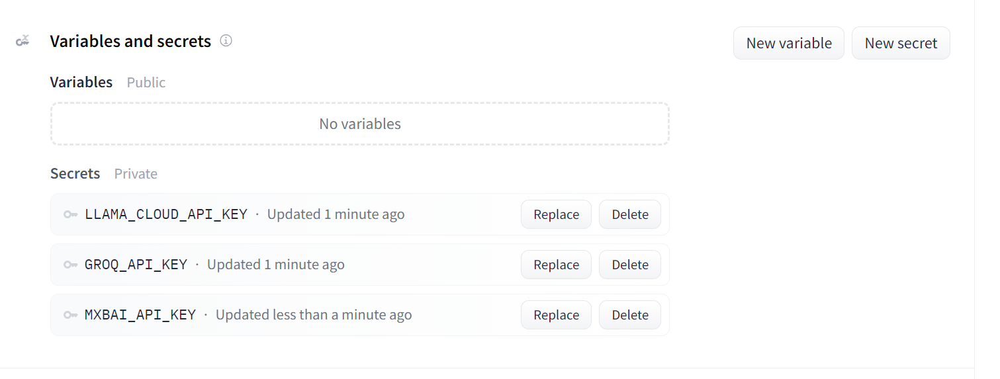 Variables and secrets
New variable
New secret
Variables Public
No variables
Secrets Private
LLAMA_CLOUD_API_KEY · Updated 1 minute ago
Replace
Delete
GROQ_API_KEY · Updated 1 minute ago
Replace
Delete
MXBAI_API_KEY · Updated less than a minute ago
Replace
Delete